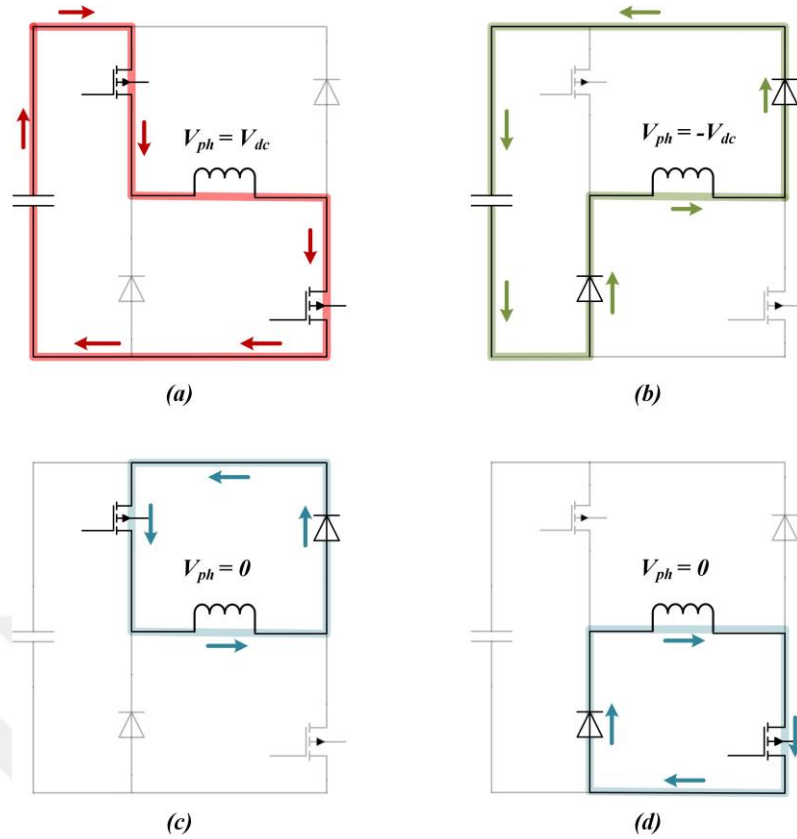 V_ph = V_dc
V_ph = -V_dc
(a)
(b)
V_ph = 0
V_ph = 0
(c)
(d)